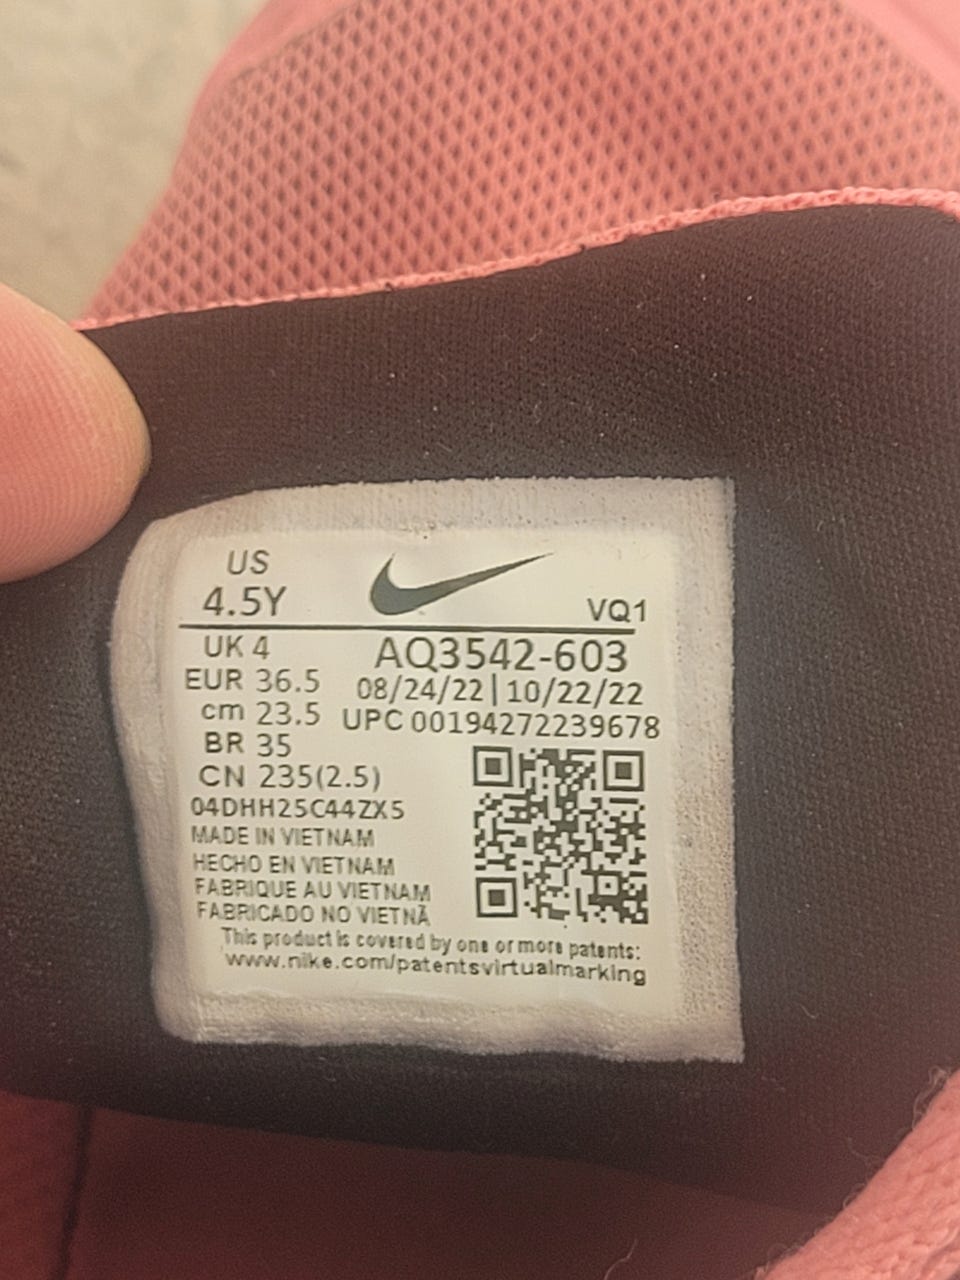 US
4.5Y
VQ1
UK 4
AQ3542-603
EUR 36.5
08/24/22|10/22/22
cm 23.5
UPC 00194272239678
BR 35
CN 235(2.5)
04DHH25C44ZX5
MADE IN VIETNAM
HECHO EN VIETNAM
FABRIQUE AU VIETNAM
FABRICADO NO VIETNÃ
This product is covered by one or more patents:
www.nike.com/patentsvirtualmarking